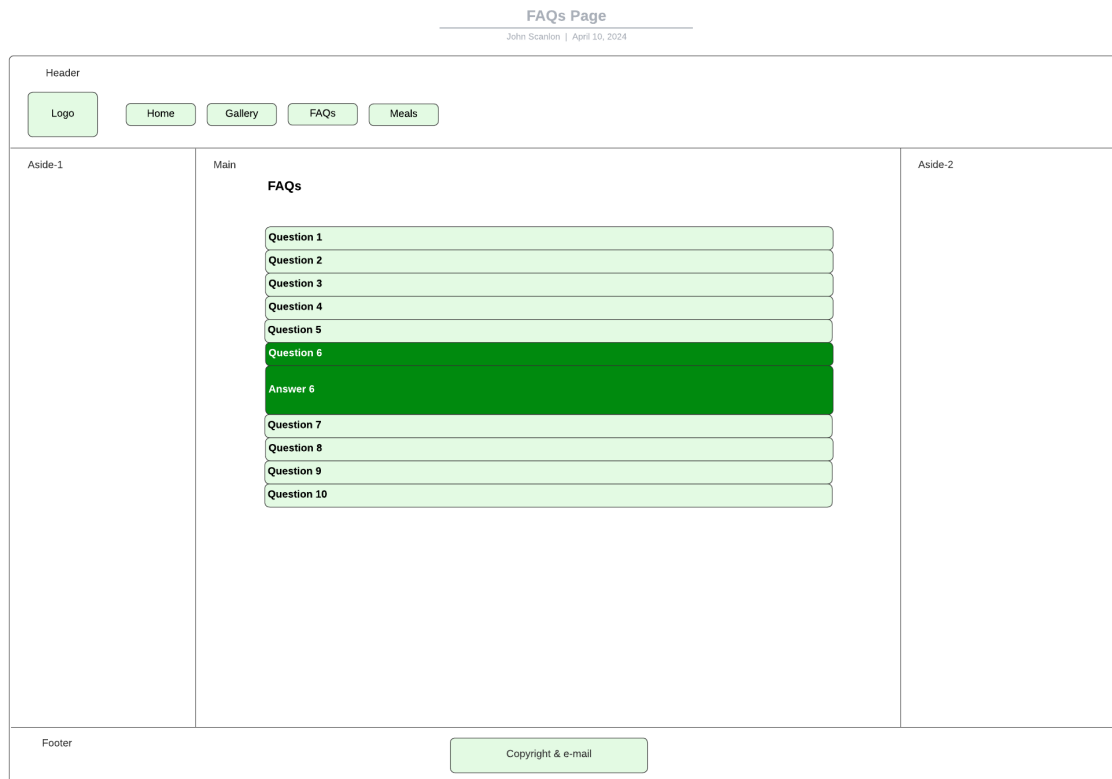 FAQs Page
John Scanlon | April 10, 2024
Header
Logo Home Gallery FAQs Meals
Aside-1 Main Aside-2
FAQs
Question 1
Question 2
Question 3
Question 4
Question 5
Question 6
Answer 6
Question 7
Question 8
Question 9
Question 10
Footer
Copyright & e-mail